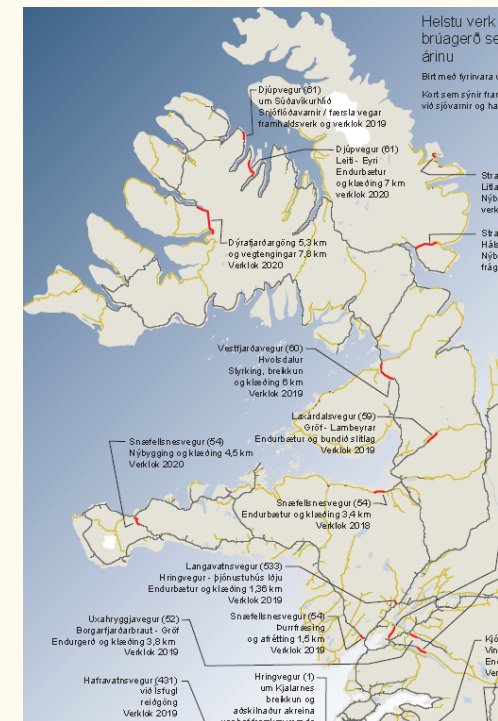 Helstu verk
brúagerð se
árinu
Birt með fyrirvara u
Kort sem sýnir fram
við sjóvarnir og ha
Djúpvegur (61)
um Súðavíkurhlíð
Snjóflóðavarnir / færsla vegar
framhaldsverk og verklok 2019
Djúpvegur (61)
Leiti - Eyri
Endurbætur
og klæðing 7 km
verklok 2020
Stra
Litla
Nýb
verk
Stra
Háls
Nýb
frág
Dýrafjarðargöng 5,3 km
og vegtengingar 7,8 km
Verklok 2020
Vestfjarðavegur (60)
Hvolsdalur
Styrking, breikkun
og klæðing 6 km
Verklok 2019
Laxárdalsvegur (59)
Gröf - Lambeyrar
Endurbætur og bundið slitlag
Verklok 2019
Snæfellsnesvegur (54)
Nýbygging og klæðing 4,5 km
Verklok 2020
Snæfellsnesvegur (54)
Endurbætur og klæðing 3,4 km
Verklok 2018
Langavatnsvegur (533)
Hringvegur - þjónustuhús Iðju
Endurbætur og klæðing 1,36 km
Verklok 2019
Uxahryggjavegur (52)
Borgarfjarðarbraut - Gröf
Endurgerð og klæðing 3,8 km
Verklok 2019
Snæfellsnesvegur (54)
Þurrfræsing
og afrétting 1,5 km
Verklok 2019
Kjó
Vin
End
Ver
Hafravatnsvegur (431)
við Ísfugl
reiðgöng
Verklok 2019
Hringvegur (1)
um Kjalarnes
breikkun og
aðskilnaður akreina